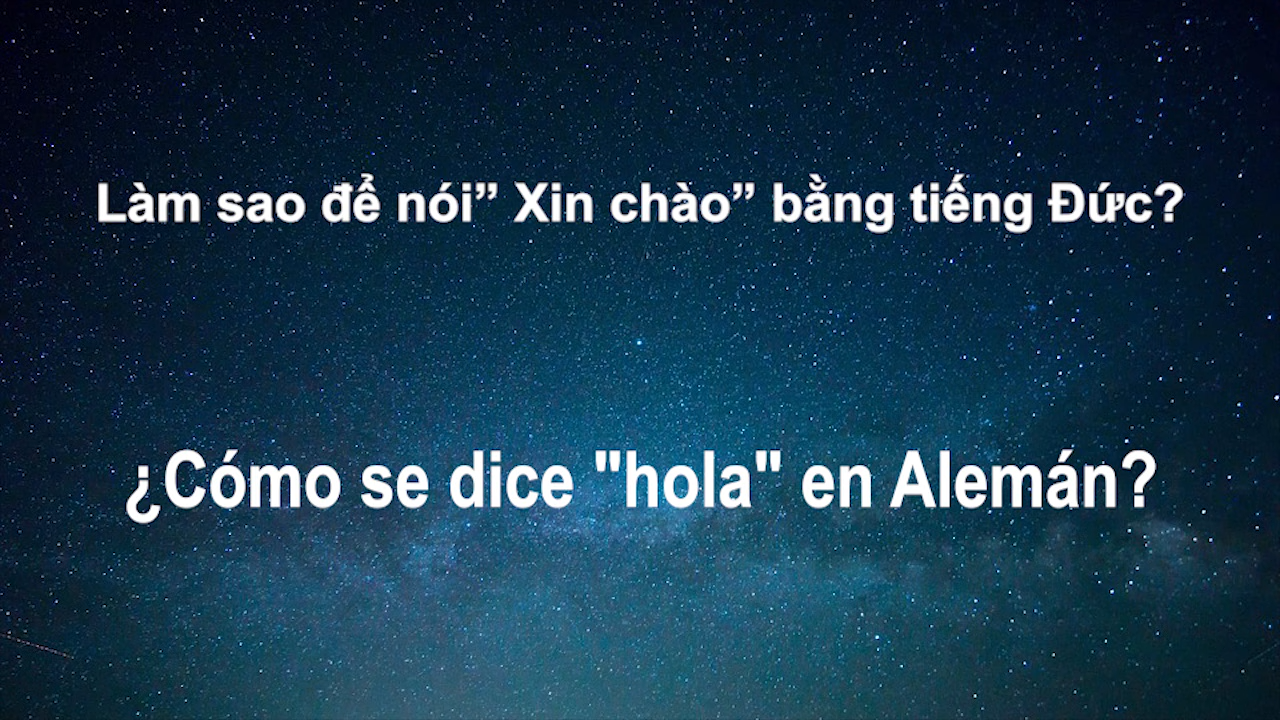 Làm sao để nói” Xin chào” bằng tiếng Đức?
¿Cómo se dice "hola" en Alemán?